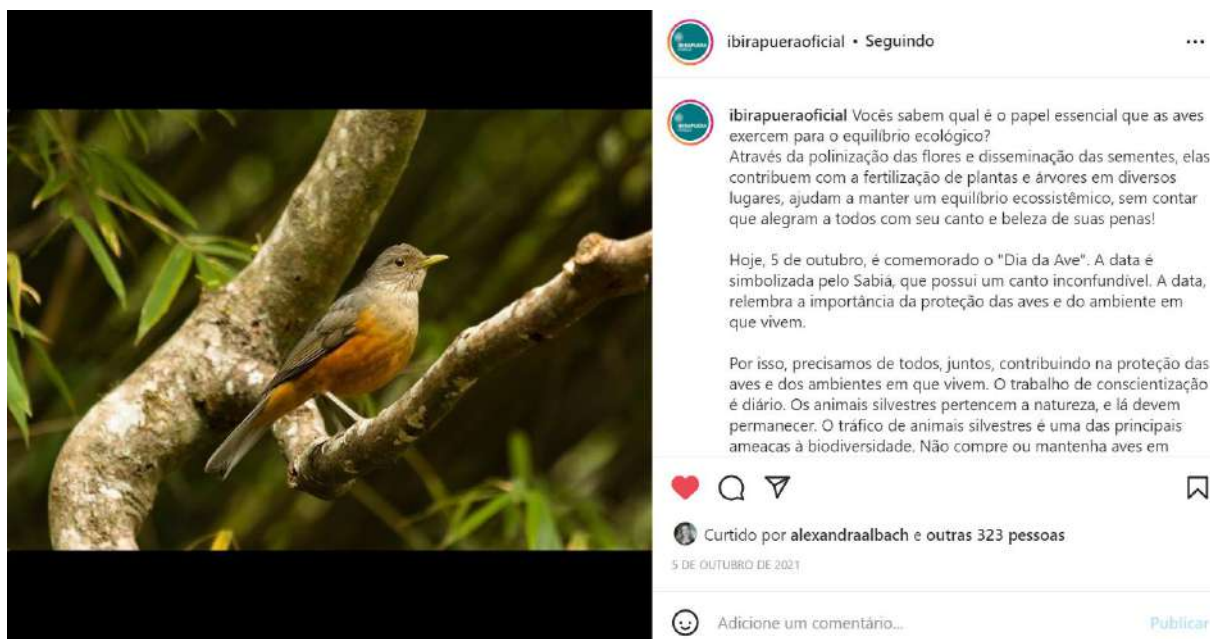 ibirapueraoficial • Seguindo
ibirapueraoficial Vocês sabem qual é o papel essencial que as aves
exercem para o equilíbrio ecológico?
Através da polinização das flores e disseminação das sementes, elas
contribuem com a fertilização de plantas e árvores em diversos
lugares, ajudam a manter um equilíbrio ecossistêmico, sem contar
que alegram a todos com seu canto e beleza de suas penas!
Hoje, 5 de outubro, é comemorado o "Dia da Ave". A data é
simbolizada pelo Sabiá, que possui um canto inconfundível. A data,
relembra a importância da proteção das aves e do ambiente em
que vivem.
Por isso, precisamos de todos, juntos, contribuindo na proteção das
aves e dos ambientes em que vivem. O trabalho de conscientização
é diário. Os animais silvestres pertencem a natureza, e lá devem
permanecer. O tráfico de animais silvestres é uma das principais
ameaças à biodiversidade. Não compre ou mantenha aves em
Curtido por alexandraalbach e outras 323 pessoas
5 DE OUTUBRO DE 2021
Adicione um comentário...
Publicar